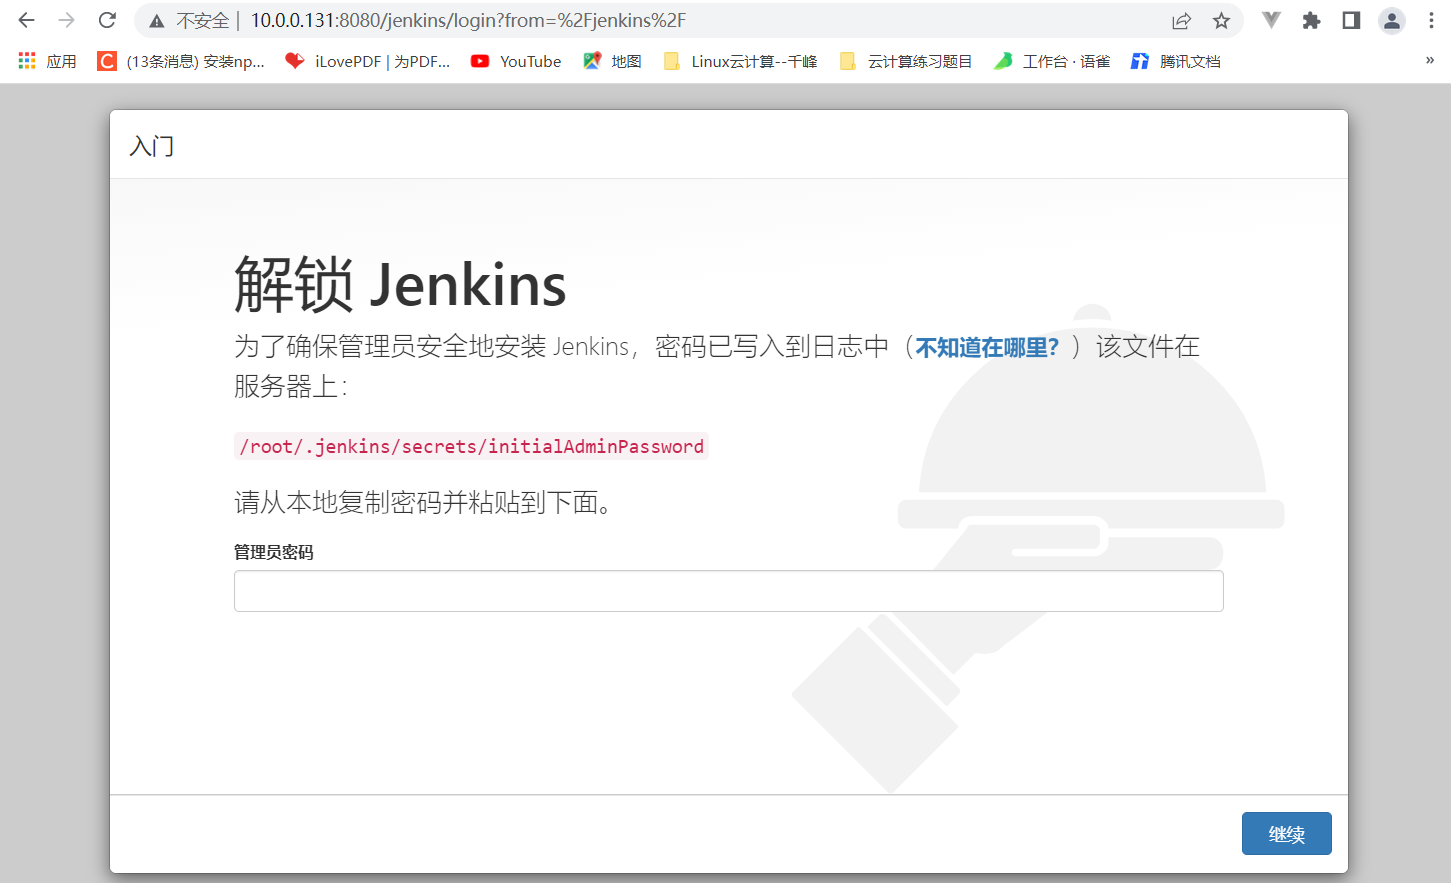 不安全 | 10.0.0.131:8080/jenkins/login?from=%2Fjenkins%2F
应用 C (13条消息) 安装np... iLovePDF | 为PDF... YouTube 地图 Linux云计算--千峰 云计算练习题目 工作台 · 语雀 腾讯文档 »
入门
解锁 Jenkins
为了确保管理员安全地安装 Jenkins，密码已写入到日志中（不知道在哪里？）该文件在
服务器上：
/root/.jenkins/secrets/initialAdminPassword
请从本地复制密码并粘贴到下面。
管理员密码
继续